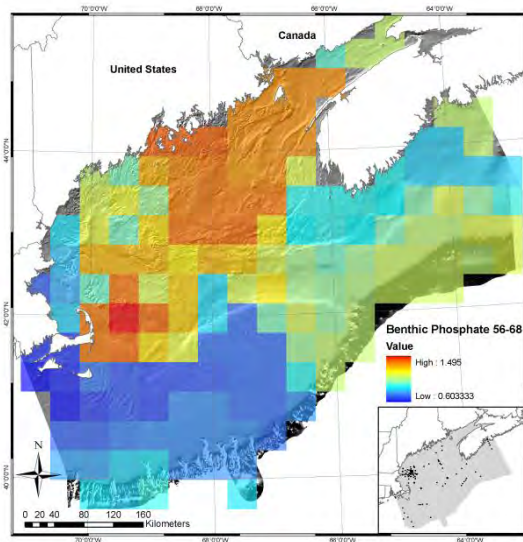 70°0'0"W 68°0'0"W 66°0'0"W 64°0'0"W
Canada
United States
44°0'0"N
42°0'0"N
40°0'0"N
Benthic Phosphate 56-68
Value
High : 1.495
Low : 0.603333
N
0 20 40 80 120 160
Kilometers
70°0'0"W 68°0'0"W 66°0'0"W 64°0'0"W